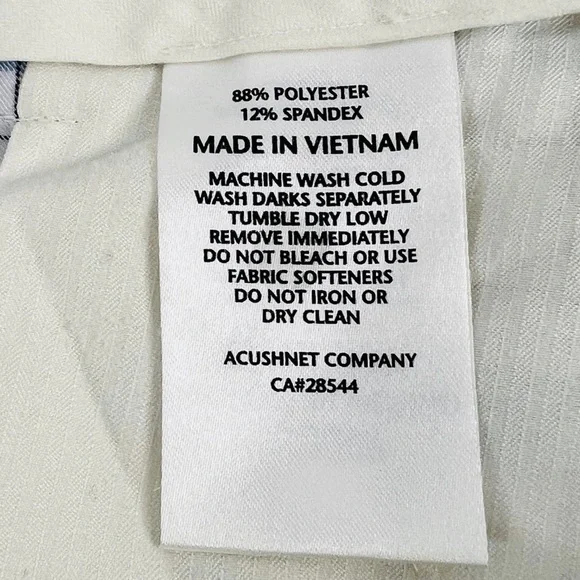 88% POLYESTER
12% SPANDEX
MADE IN VIETNAM
MACHINE WASH COLD
WASH DARKS SEPARATELY
TUMBLE DRY LOW
REMOVE IMMEDIATELY
DO NOT BLEACH OR USE
FABRIC SOFTENERS
DO NOT IRON OR
DRY CLEAN
ACUSHNET COMPANY
CA#28544